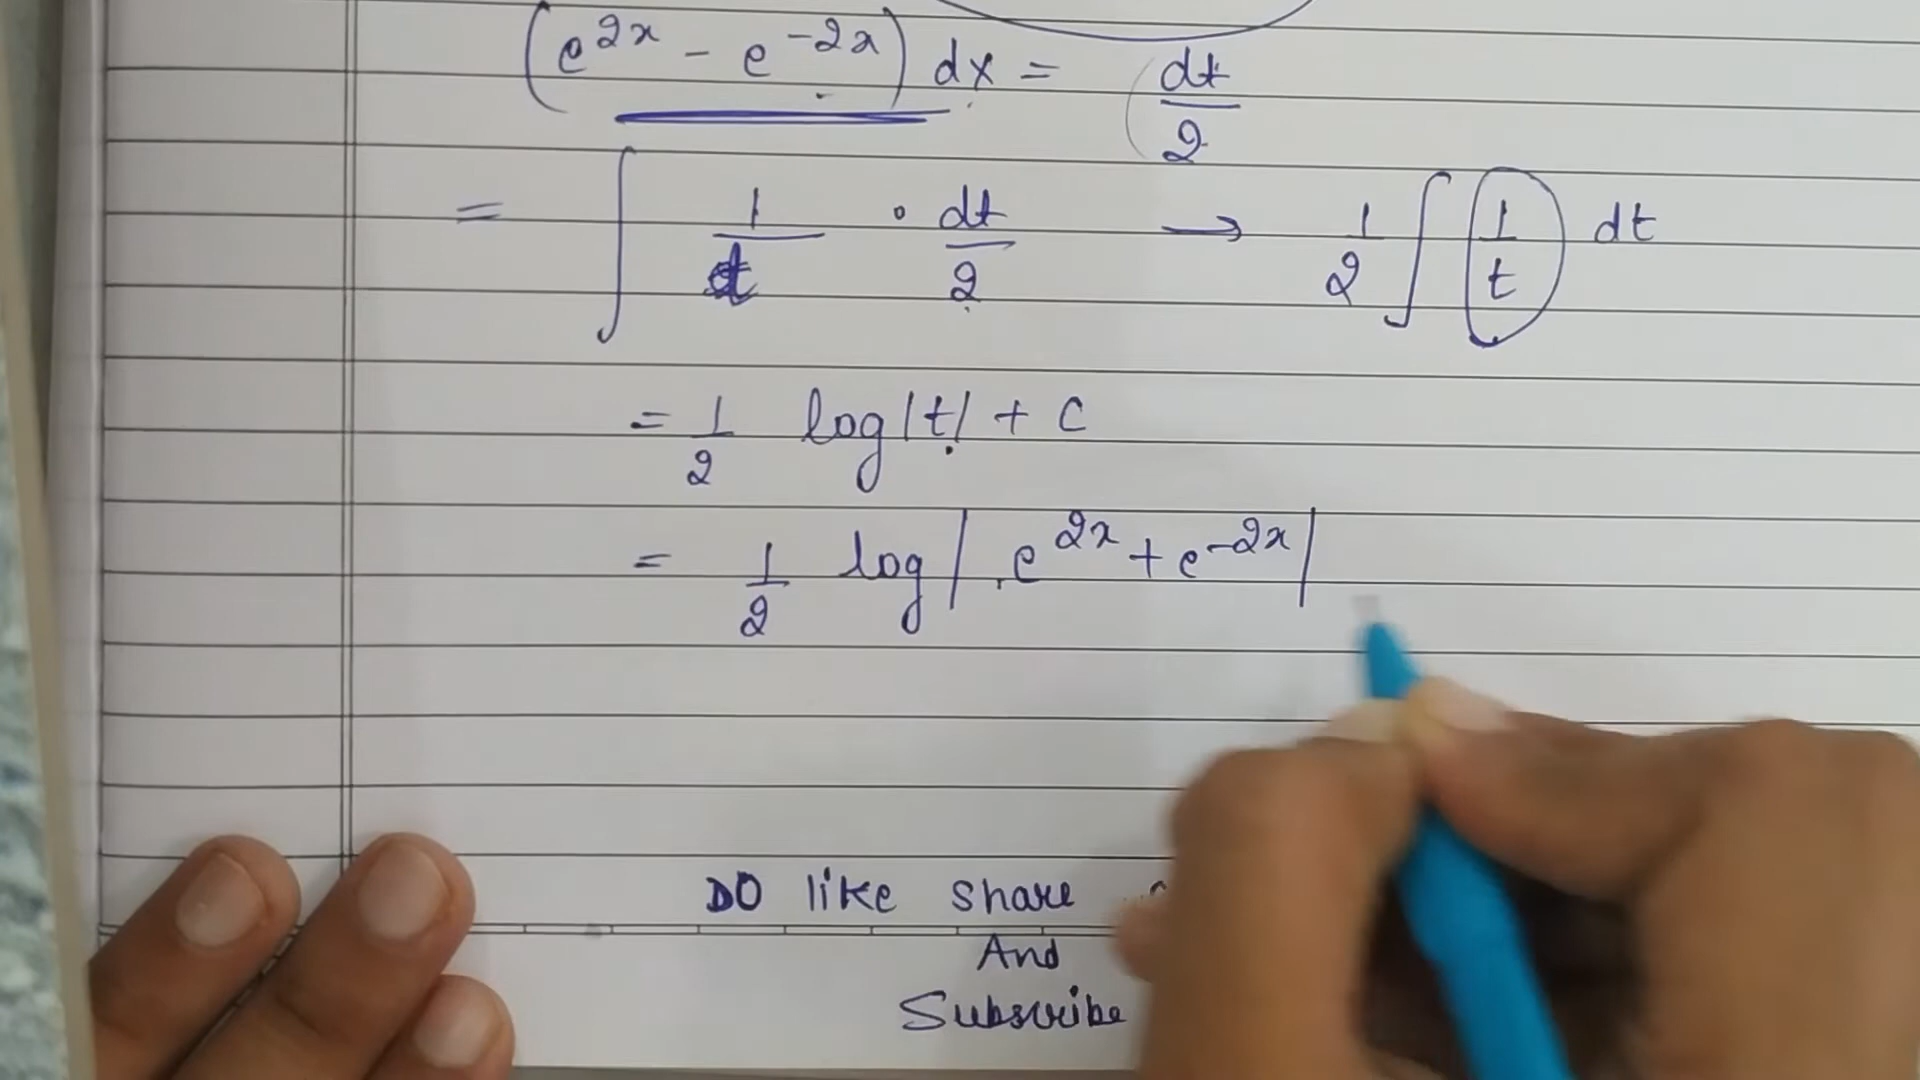 (e^{2x} - e^{-2x}) dx = dt/2
= ∫ 1/t · dt/2 → 1/2 ∫ 1/t dt
= 1/2 log|t| + c
= 1/2 log| e^{2x} + e^{-2x}|
DO like share
And
Subscribe